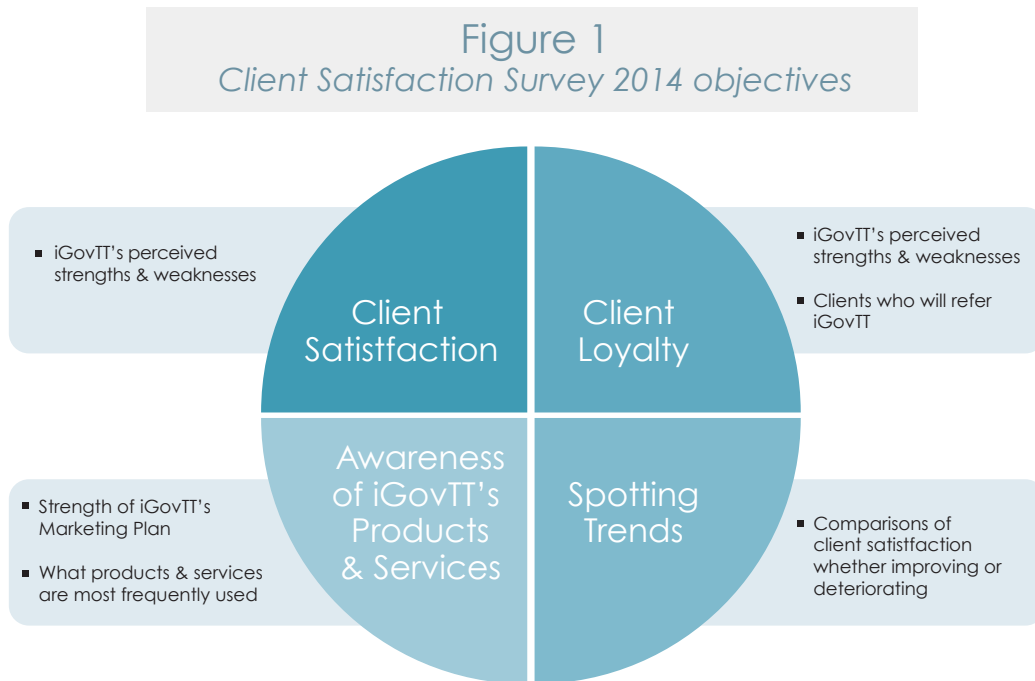 Figure 1
Client Satisfaction Survey 2014 objectives
▪ iGovTT's perceived
strengths & weaknesses
Client
Satistfaction
Client
Loyalty
▪ iGovTT's perceived
strengths & weaknesses
▪ Clients who will refer
iGovTT
▪ Strength of iGovTT's
Marketing Plan
▪ What products & services
are most frequently used
Awareness
of iGovTT's
Products
& Services
Spotting
Trends
▪ Comparisons of
client satistfaction
whether improving or
deteriorating